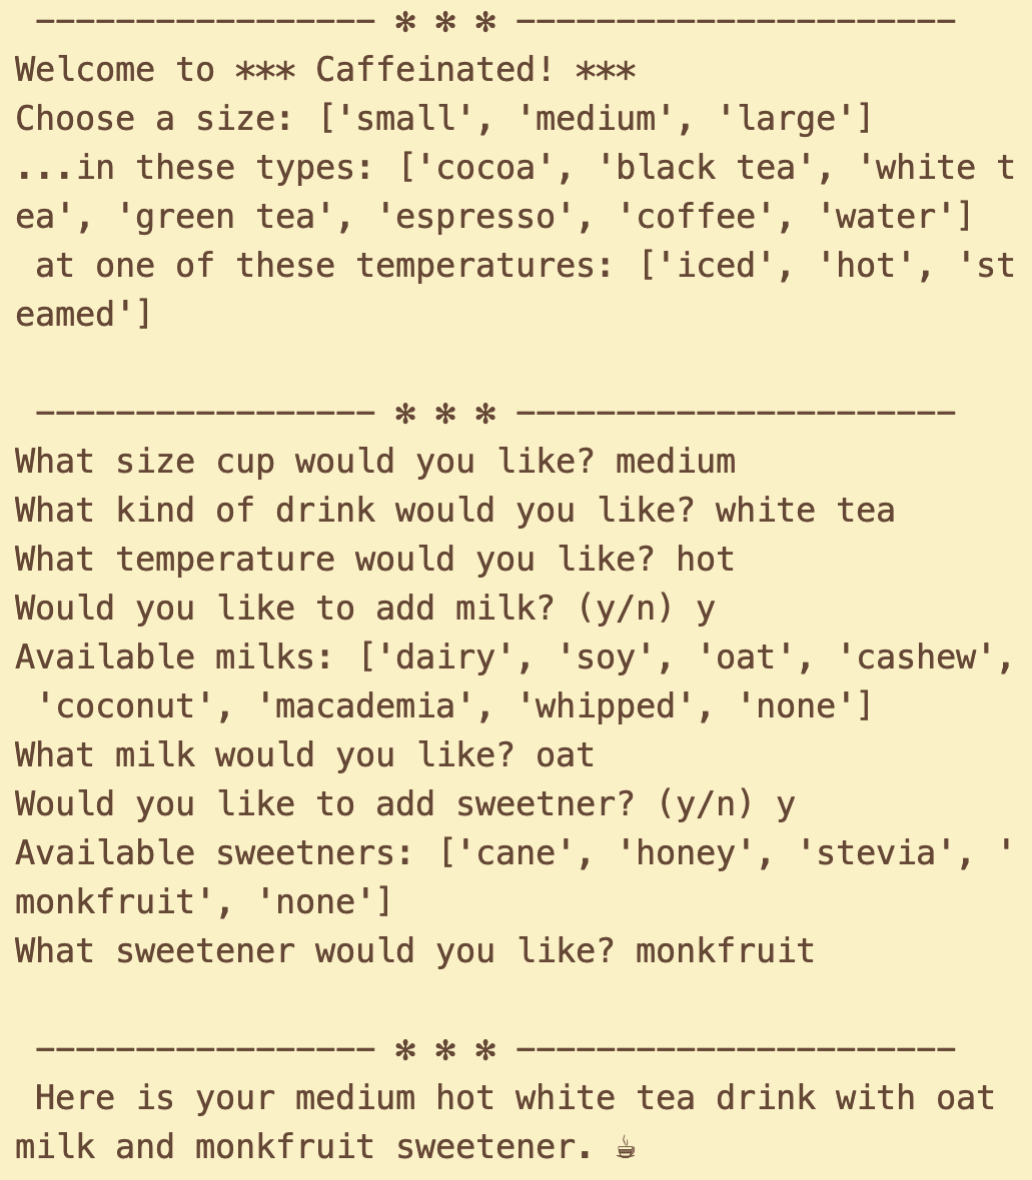 ----------------- * * * ----------------------
Welcome to *** Caffeinated! ***
Choose a size: ['small', 'medium', 'large']
...in these types: ['cocoa', 'black tea', 'white t
ea', 'green tea', 'espresso', 'coffee', 'water']
 at one of these temperatures: ['iced', 'hot', 'st
eamed']

----------------- * * * ----------------------
What size cup would you like? medium
What kind of drink would you like? white tea
What temperature would you like? hot
Would you like to add milk? (y/n) y
Available milks: ['dairy', 'soy', 'oat', 'cashew',
 'coconut', 'macademia', 'whipped', 'none']
What milk would you like? oat
Would you like to add sweetner? (y/n) y
Available sweetners: ['cane', 'honey', 'stevia', '
monkfruit', 'none']
What sweetener would you like? monkfruit

----------------- * * * ----------------------
 Here is your medium hot white tea drink with oat
milk and monkfruit sweetener. ☕